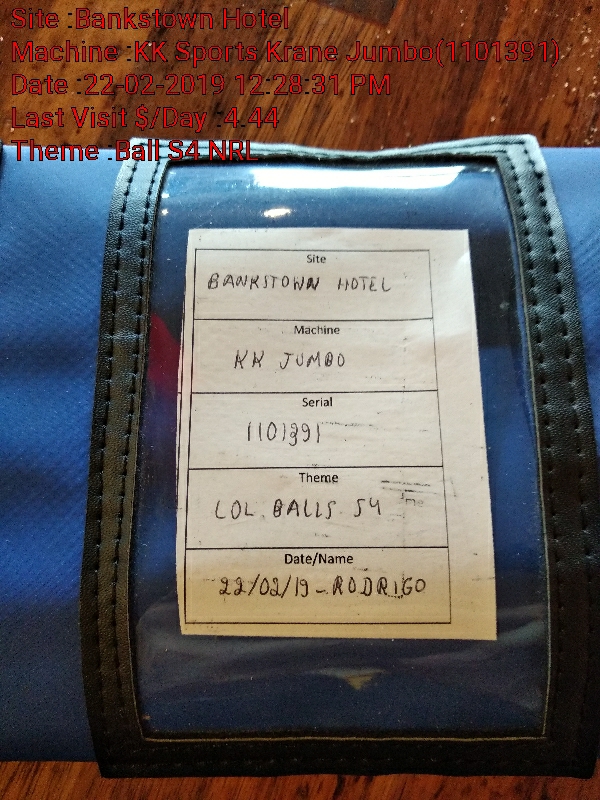 Site :Bankstown Hotel
Machine :KK Sports Krane Jumbo(1101391)
Date :22-02-2019 12:28:31 PM
Last Visit $/Day :4.44
Theme :Ball S4 NRL
Site
BANKSTOWN HOTEL
Machine
KK JUMBO
Serial
1101391
Theme
LOL BALLS S4
Date/Name
22/02/19-RODRIGO